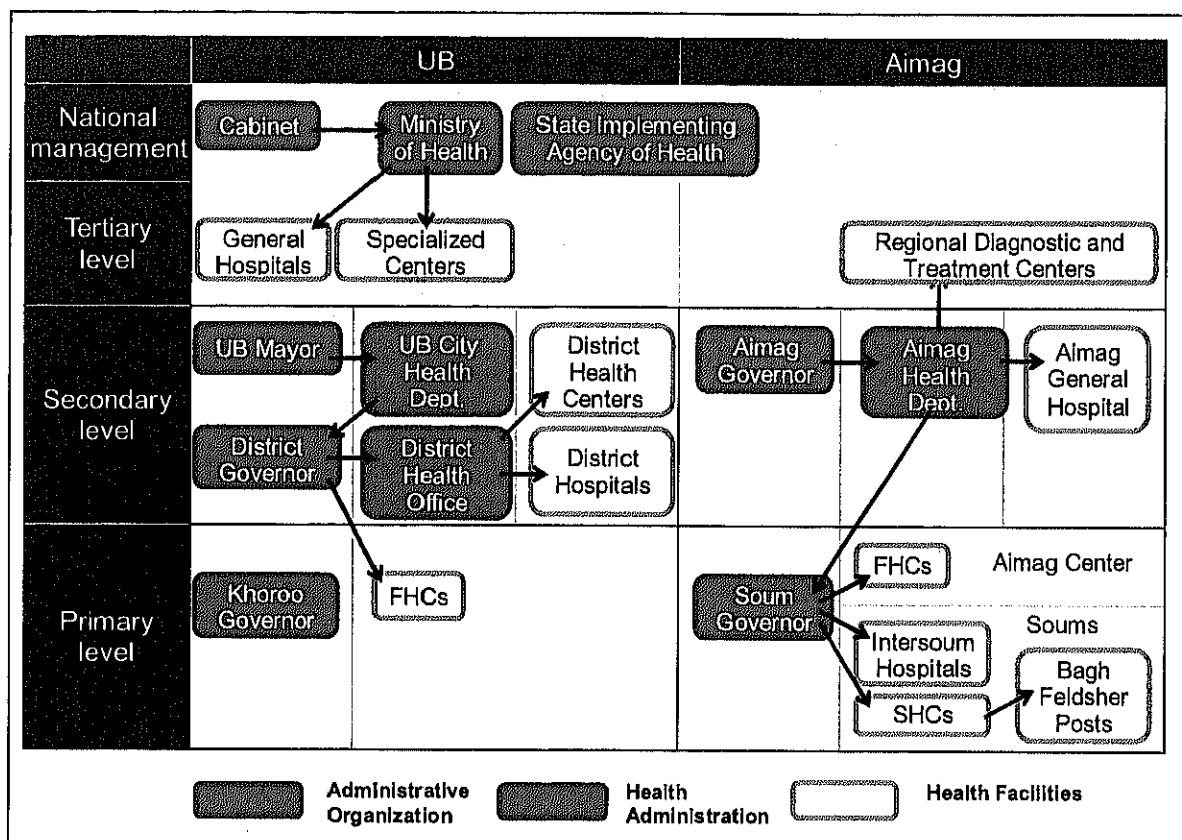 UB
Aimag
National
management
Cabinet
Ministry
of Health
State Implementing
Agency of Health
Tertiary
level
General
Hospitals
Specialized
Centers
Regional Diagnostic and
Treatment Centers
Secondary
level
UB Mayor
UB City
Health
Dept.
District
Health
Centers
Aimag
Governor
Aimag
Health
Dept.
Aimag
General
Hospital
District
Governor
District
Health
Office
District
Hospitals
Primary
level
Khoroo
Governor
FHCs
Soum
Governor
FHCs
Aimag Center
Soums
Intersoum
Hospitals
SHCs
Bagh
Feldsher
Posts
Administrative
Organization
Health
Administration
Health Facilities